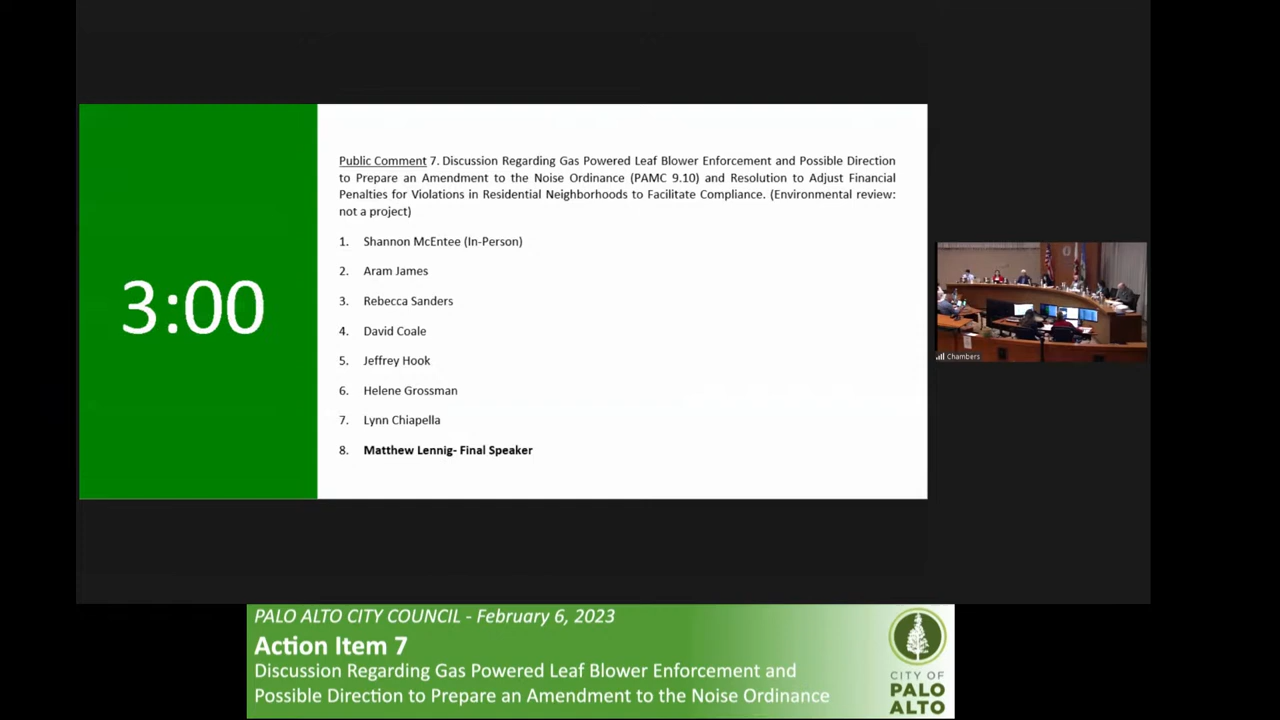 3:00
Public Comment 7. Discussion Regarding Gas Powered Leaf Blower Enforcement and Possible Direction
to Prepare an Amendment to the Noise Ordinance (PAMC 9.10) and Resolution to Adjust Financial
Penalties for Violations in Residential Neighborhoods to Facilitate Compliance. (Environmental review:
not a project)
1. Shannon McEntee (In-Person)
2. Aram James
3. Rebecca Sanders
4. David Coale
5. Jeffrey Hook
6. Helene Grossman
7. Lynn Chiapella
8. Matthew Lennig- Final Speaker
Chambers
PALO ALTO CITY COUNCIL - February 6, 2023
Action Item 7
Discussion Regarding Gas Powered Leaf Blower Enforcement and
Possible Direction to Prepare an Amendment to the Noise Ordinance
CITY OF
PALO
ALTO